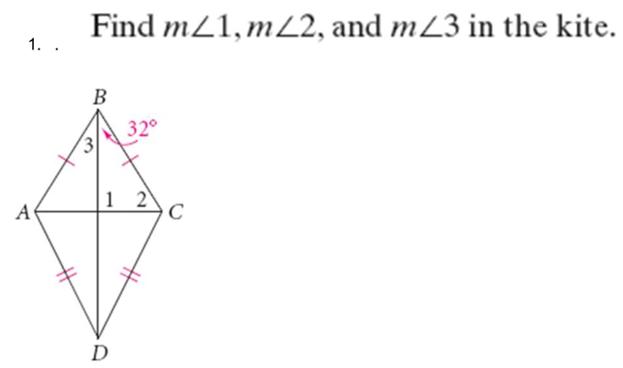 Find m∠1, m∠2, and m∠3 in the kite.
1. .
B
32°
3
A
1 2
C
D